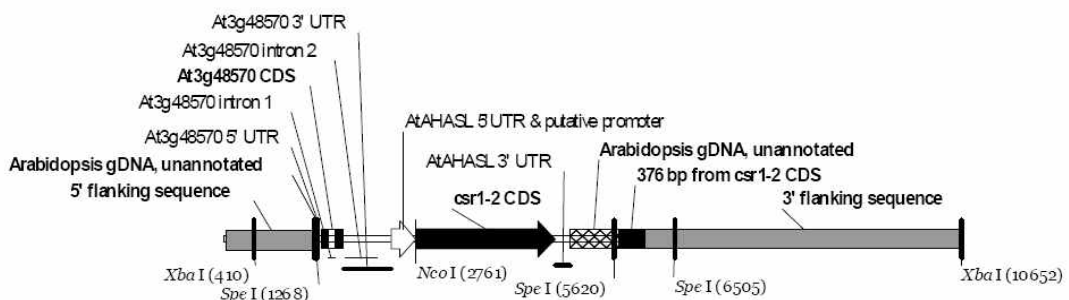 At3g48570 3' UTR
At3g48570 intron 2
At3g48570 CDS
At3g48570 intron 1
At3g48570 5' UTR
Arabidopsis gDNA, unannotated
5' flanking sequence
AtAHASL 5'UTR & putative promoter
AtAHASL 3' UTR
csr1-2 CDS
Arabidopsis gDNA, unannotated
376 bp from csr1-2 CDS
3' flanking sequence
Xba I (410)
Spe I (1268)
Nco I (2761)
Spe I (5620)
Spe I (6505)
Xba I (10652)